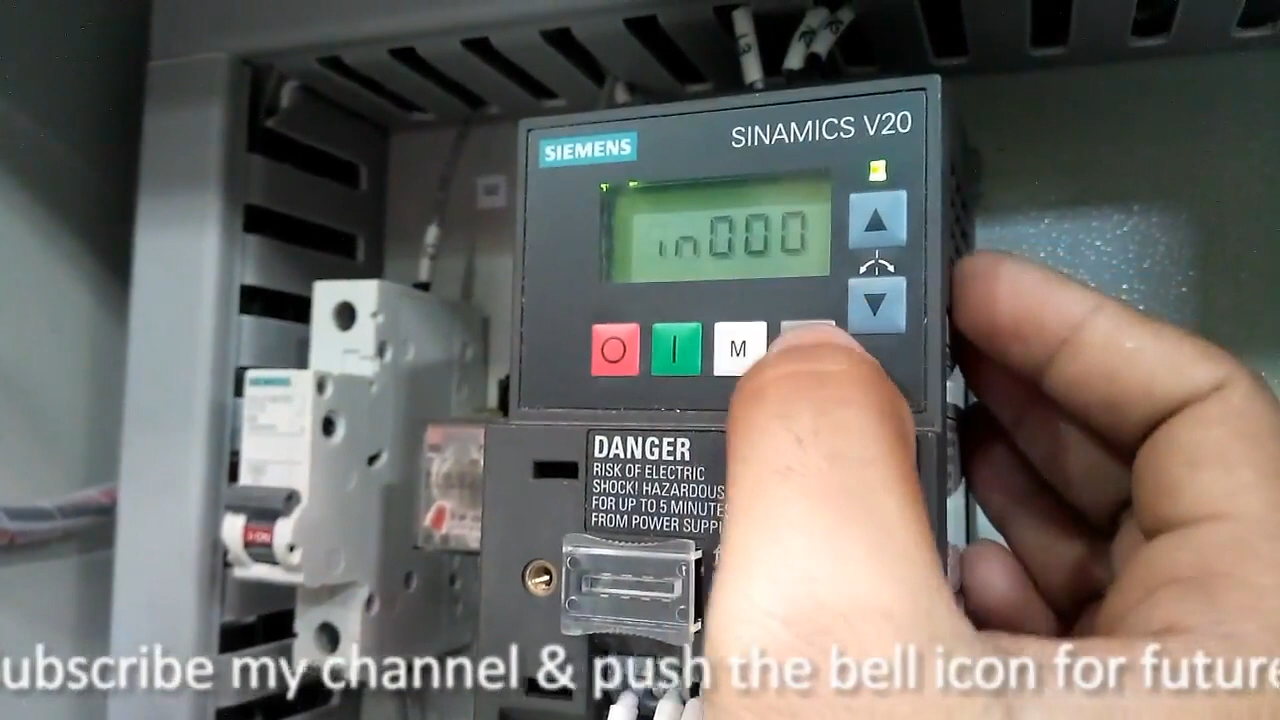 SIEMENS
SINAMICS V20
in000
M
DANGER
RISK OF ELECTRIC
SHOCK! HAZARDOUS
FOR UP TO 5 MINUTES
FROM POWER SUPPL
SIEMENS
ubscribe my channel & push the bell icon for future